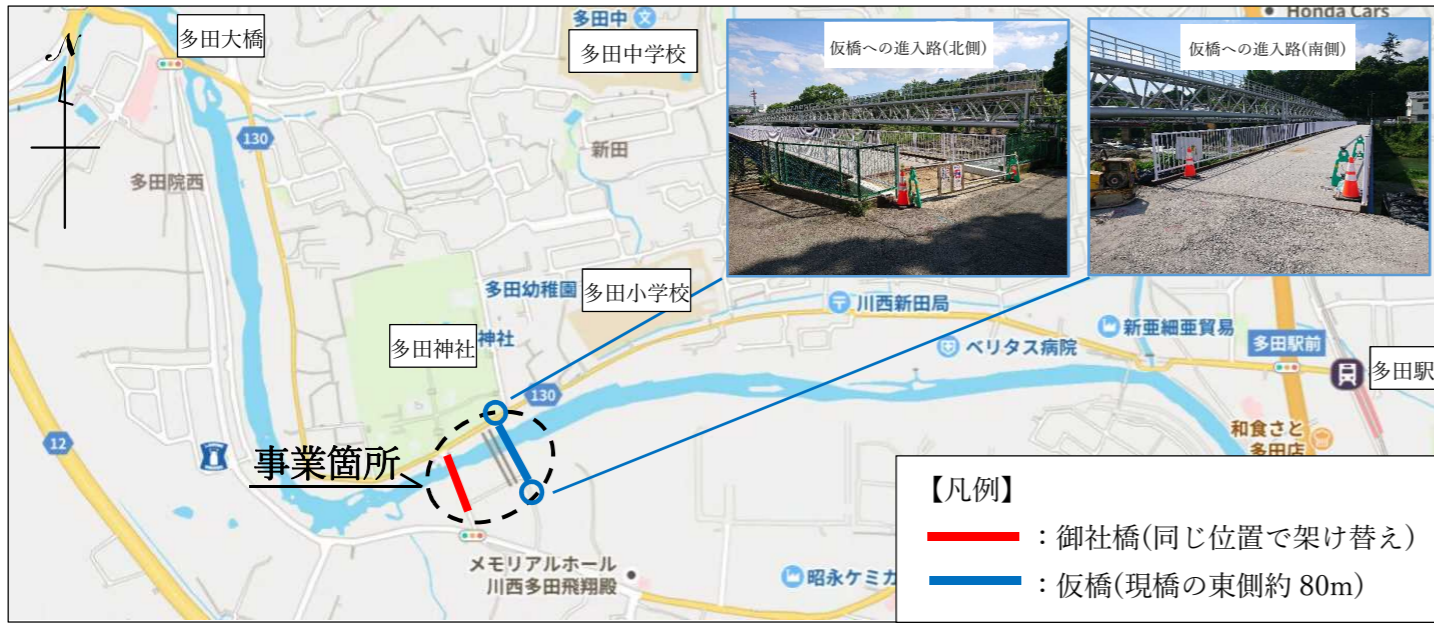 多田中
Honda Cars
多田大橋
多田中学校
仮橋への進入路(北側)
仮橋への進入路(南側)
N
130
新田
多田院西
多田幼稚園
多田小学校
川西新田局
新亜細亜貿易
多田神社
神社
ベリタス病院
多田駅前
多田駅
130
12
和食さと
多田店
事業箇所
【凡例】
:御社橋(同じ位置で架け替え)
:仮橋(現橋の東側約 80m)
メモリアルホール
川西多田飛翔殿
昭永ケミカ